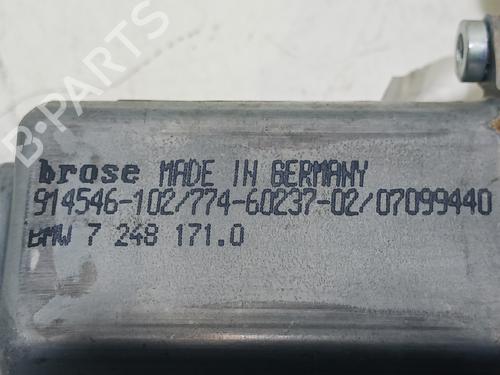 B-PARTS
brose MADE IN GERMANY
914546-102/774-60237-02/07099440
BMW 7 248 171.0